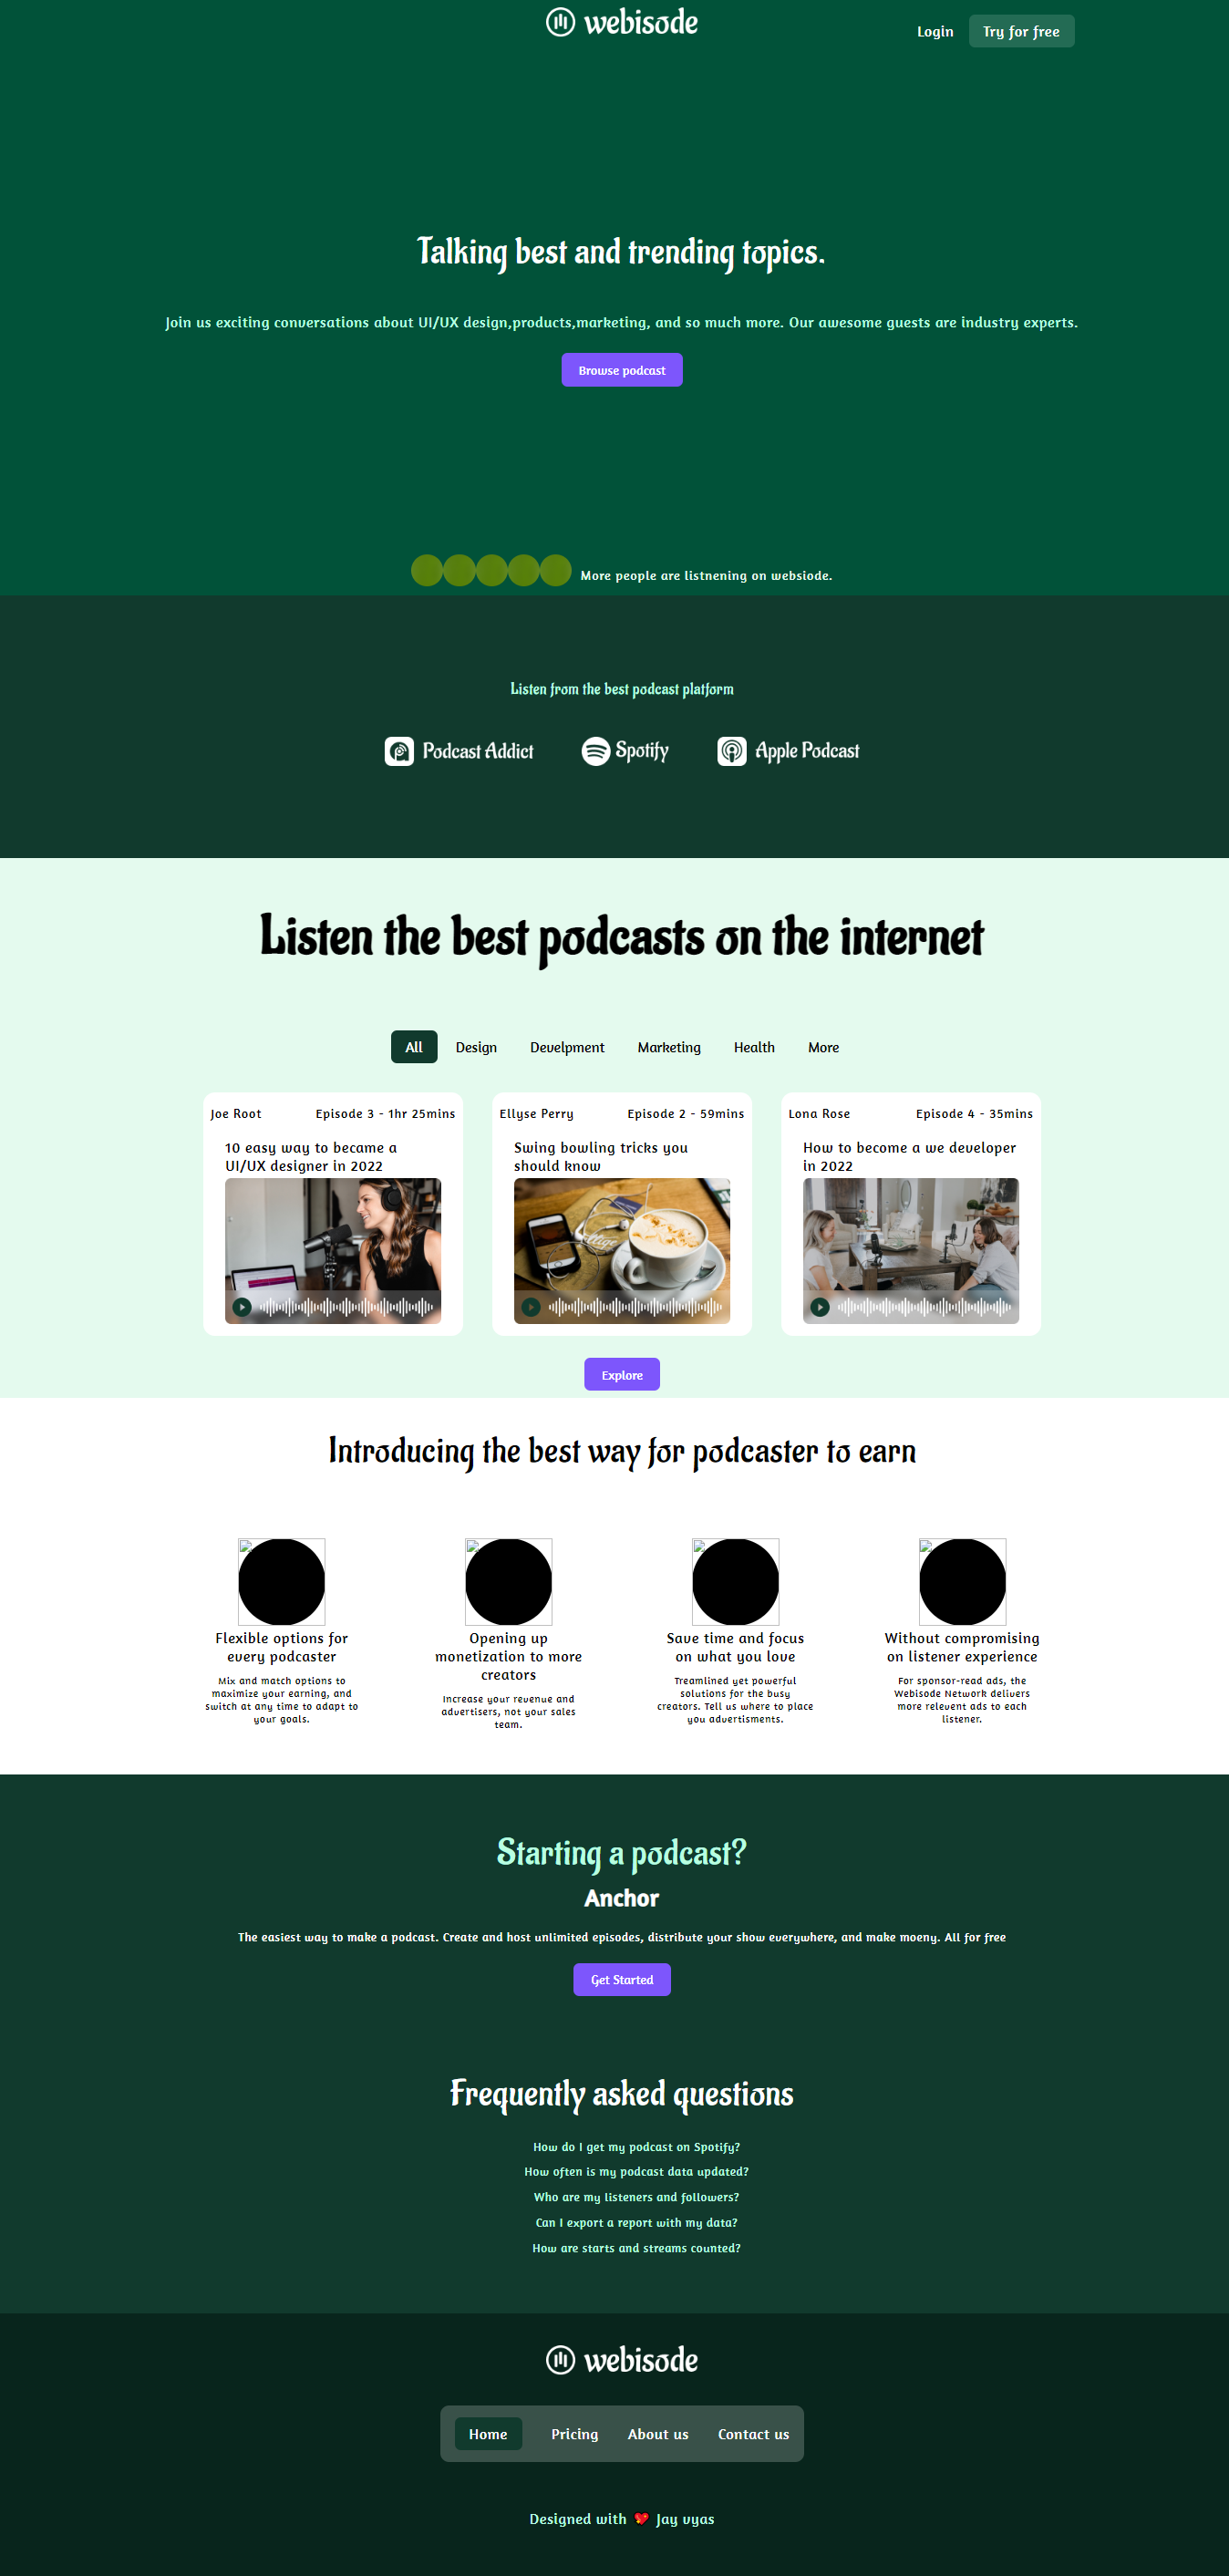 webisode
Login Try for free
Talking best and trending topics.
Join us exciting conversations about UI/UX design,products,marketing, and so much more. Our awesome guests are industry experts.
Browse podcast
More people are listnening on websiode.
Listen from the best podcast platform
Podcast Addict Spotify Apple Podcast
Listen the best podcasts on the internet
All Design Develpment Marketing Health More
Joe Root Episode 3 - 1hr 25mins
10 easy way to became a
UI/UX designer in 2022
Ellyse Perry Episode 2 - 59mins
Swing bowling tricks you
should know
Lona Rose Episode 4 - 35mins
How to become a we developer
in 2022
Explore
Introducing the best way for podcaster to earn
Flexible options for
every podcaster
Mix and match options to
maximize your earning, and
switch at any time to adapt to
your goals.
Opening up
monetization to more
creators
Increase your revenue and
advertisers, not your sales
team.
Save time and focus
on what you love
Treamlined yet powerful
solutions for the busy
creators. Tell us where to place
you advertisments.
Without compromising
on listener experience
For sponsor-read ads, the
Webisode Network delivers
more relevent ads to each
listener.
Starting a podcast?
Anchor
The easiest way to make a podcast. Create and host unlimited episodes, distribute your show everywhere, and make moeny. All for free
Get Started
Frequently asked questions
How do I get my podcast on Spotify?
How often is my podcast data updated?
Who are my listeners and followers?
Can I export a report with my data?
How are starts and streams counted?
webisode
Home Pricing About us Contact us
Designed with 💖 Jay vyas